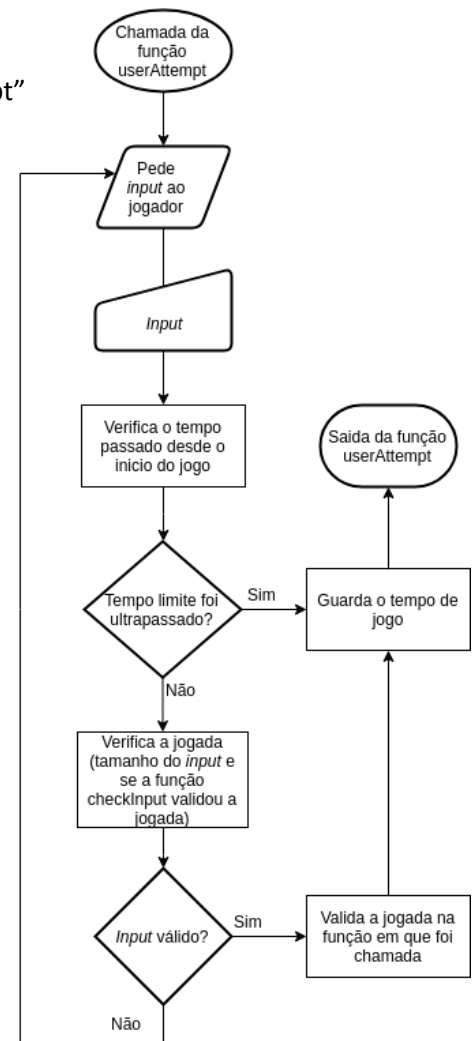 Chamada da
função
userAttempt
pt”
Pede
input ao
jogador
Input
Verifica o tempo
passado desde o
inicio do jogo
Saida da função
userAttempt
Tempo limite foi
ultrapassado?
Sim
Guarda o tempo de
jogo
Não
Verifica a jogada
(tamanho do input e
se a função
checkInput validou a
jogada)
Input válido?
Sim
Valida a jogada na
função em que foi
chamada
Não